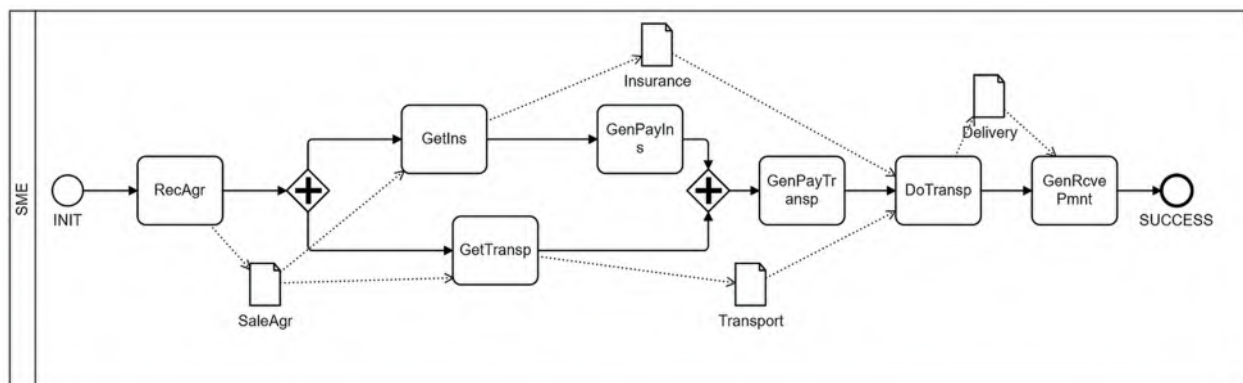 SME
INIT
RecAgr
SaleAgr
GetIns
GetTransp
Insurance
GenPayIn
s
Transport
GenPayTr
ansp
DoTransp
Delivery
GenRcve
Pmnt
SUCCESS